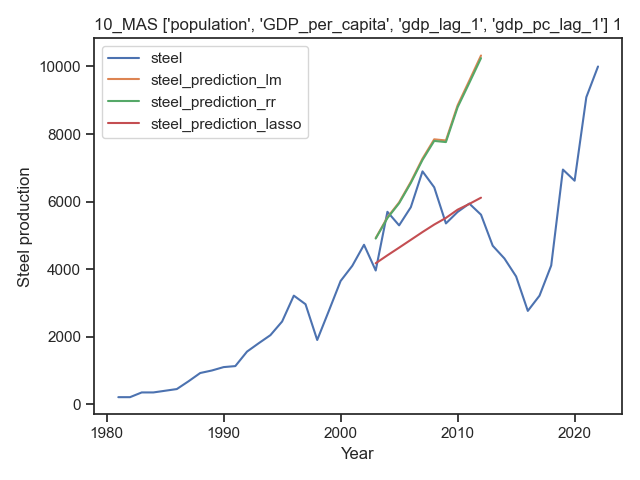 10_MAS ['population', 'GDP_per_capita', 'gdp_lag_1', 'gdp_pc_lag_1'] 1
steel
steel_prediction_lm
steel_prediction_rr
steel_prediction_lasso
Steel production
10000
8000
6000
4000
2000
0
1980
1990
2000
2010
2020
Year